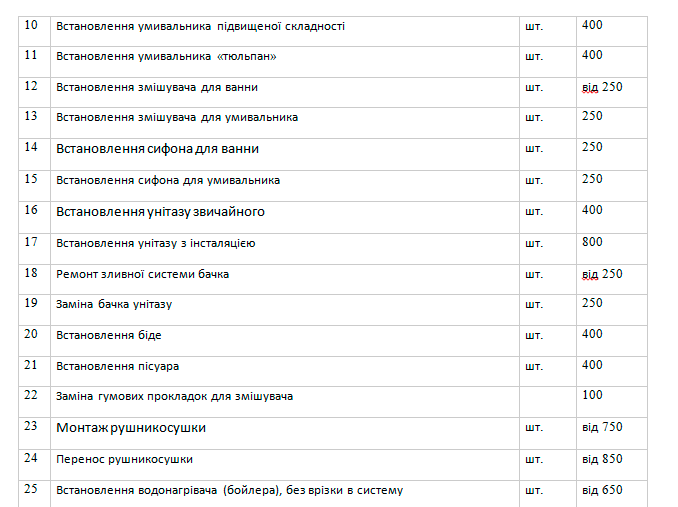 10 Встановлення умивальника підвищеної складності шт. 400
11 Встановлення умивальника «тюльпан» шт. 400
12 Встановлення змішувача для ванни шт. від 250
13 Встановлення змішувача для умивальника шт. 250
14 Встановлення сифона для ванни шт. 250
15 Встановлення сифона для умивальника шт. 250
16 Встановлення унітазу звичайного шт. 400
17 Встановлення унітазу з інсталяцією шт. 800
18 Ремонт зливної системи бачка шт. від 250
19 Заміна бачка унітазу шт. 250
20 Встановлення біде шт. 400
21 Встановлення пісуара шт. 400
22 Заміна гумових прокладок для змішувача 100
23 Монтаж рушникосушки шт. від 750
24 Перенос рушникосушки шт. від 850
25 Встановлення водонагрівача (бойлера), без врізки в систему шт. від 650